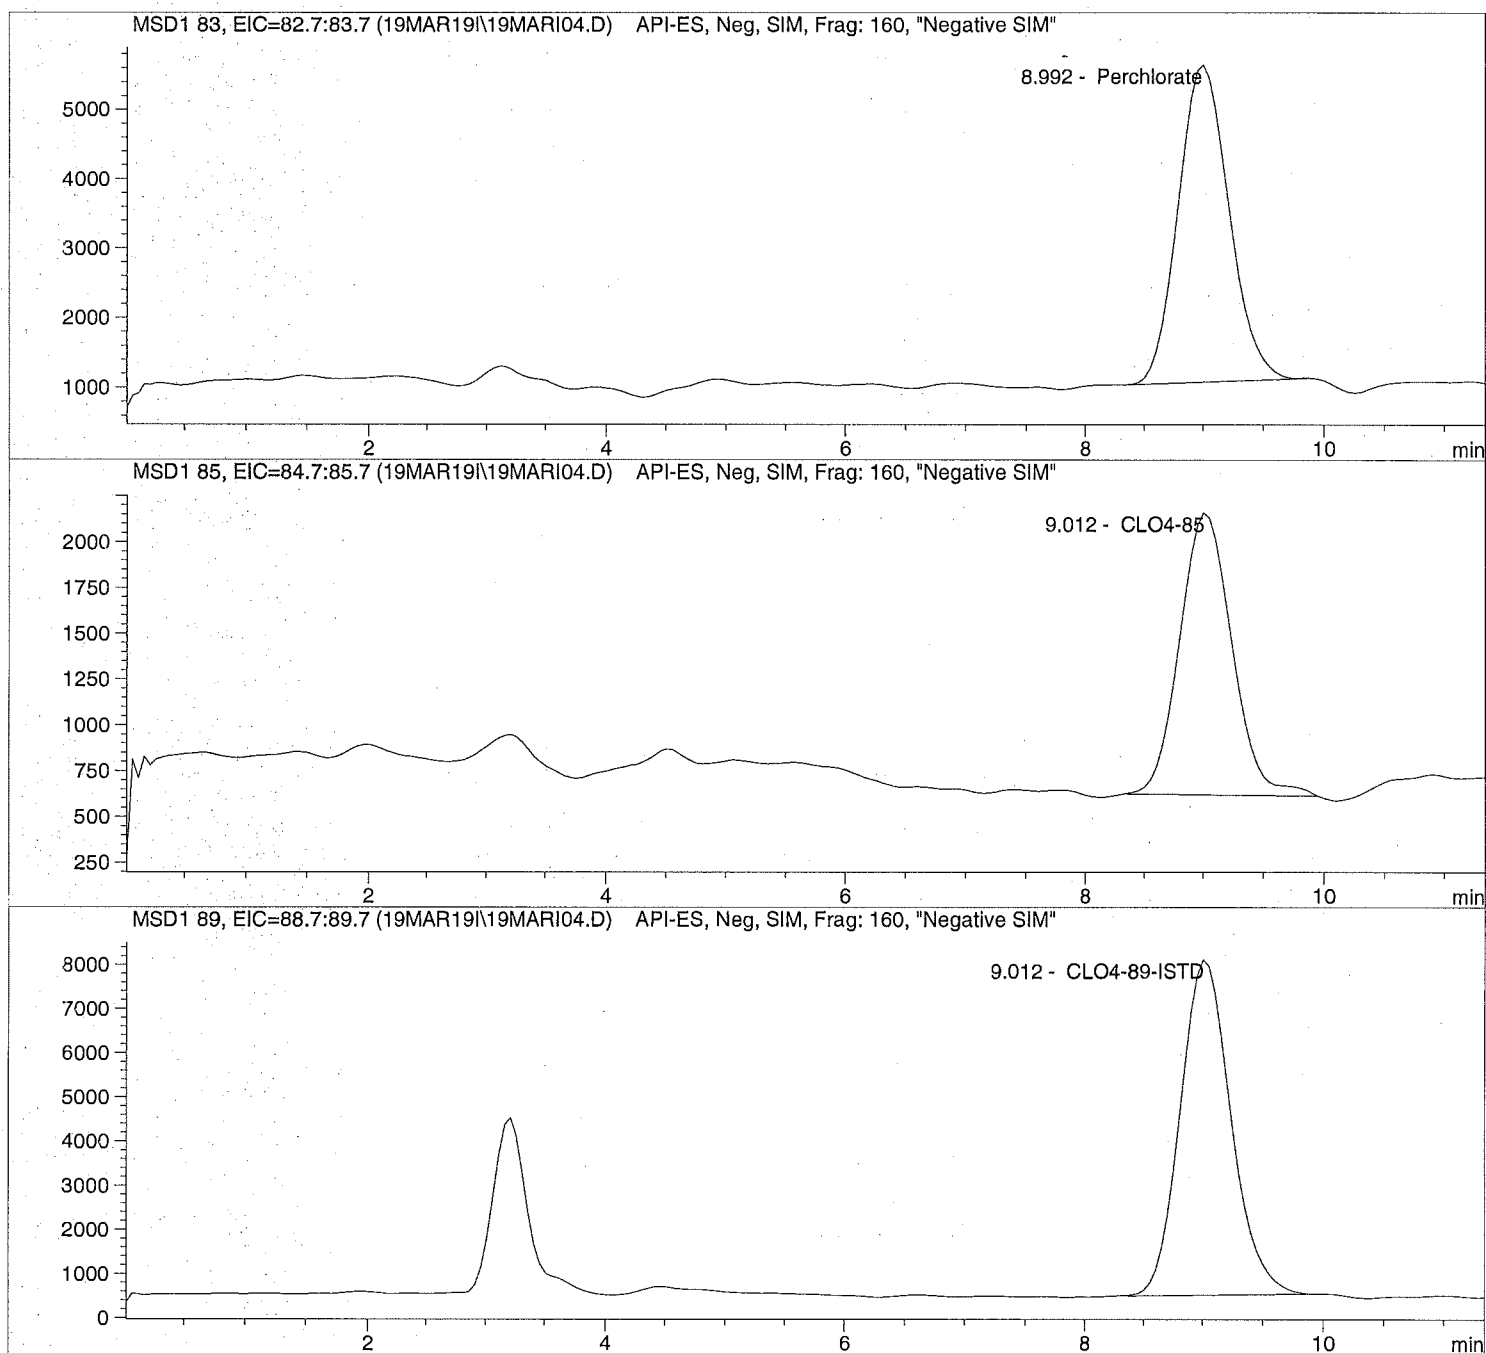 MSD1 83, EIC=82.7:83.7 (19MAR19I\19MARI04.D) API-ES, Neg, SIM, Frag: 160, "Negative SIM"
8.992 - Perchlorate
5000
4000
3000
2000
1000
2 4 6 8 10 min
MSD1 85, EIC=84.7:85.7 (19MAR19I\19MARI04.D) API-ES, Neg, SIM, Frag: 160, "Negative SIM"
9.012 - CLO4-85
2000
1750
1500
1250
1000
750
500
250
2 4 6 8 10 min
MSD1 89, EIC=88.7:89.7 (19MAR19I\19MARI04.D) API-ES, Neg, SIM, Frag: 160, "Negative SIM"
9.012 - CLO4-89-ISTD
8000
7000
6000
5000
4000
3000
2000
1000
0
2 4 6 8 10 min